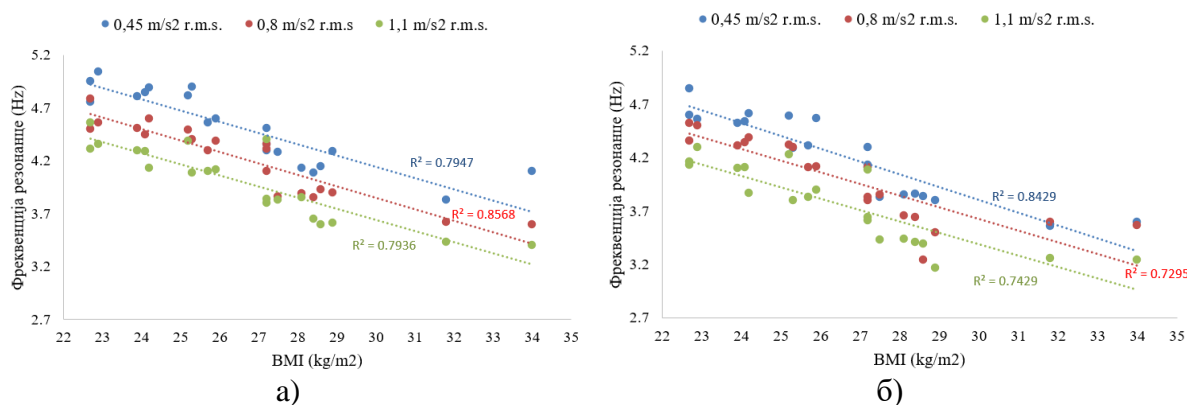 0,45 m/s2 r.m.s. 0,8 m/s2 r.m.s 1,1 m/s2 r.m.s.
Фреквенција резонанце (Hz)
5.2
4.7
4.2
3.7
3.2
2.7
R² = 0.7947
R² = 0.8568
R² = 0.7936
22 23 24 25 26 27 28 29 30 31 32 33 34 35
BMI (kg/m2)
а)
0,45 m/s2 r.m.s. 0,8 m/s2 r.m.s. 1,1 m/s2 r.m.s.
Фреквенција резонанце (Hz)
5.2
4.7
4.2
3.7
3.2
2.7
R² = 0.8429
R² = 0.7295
R² = 0.7429
22 23 24 25 26 27 28 29 30 31 32 33 34 35
BMI (kg/m2)
б)